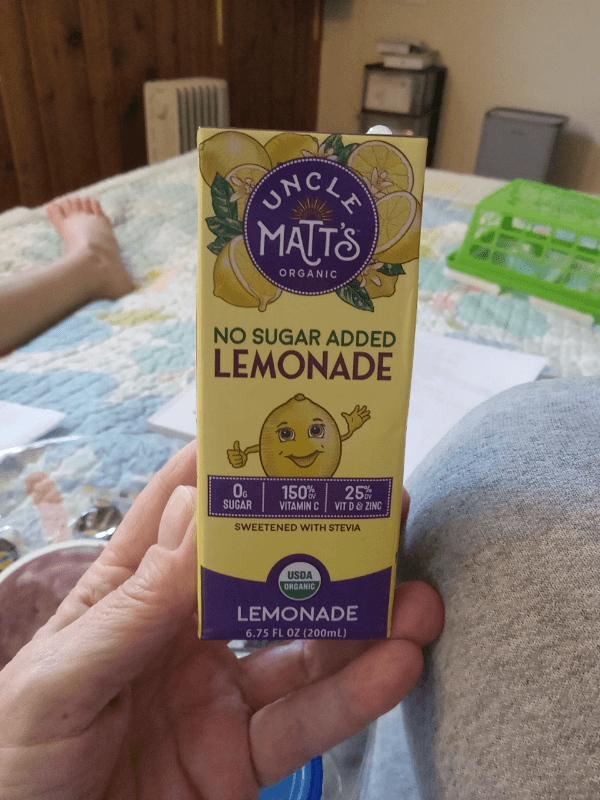 UNCLE
MATT'S
ORGANIC
NO SUGAR ADDED
LEMONADE
0G
SUGAR
150% DV
VITAMIN C
25% DV
VIT D & ZINC
SWEETENED WITH STEVIA
USDA
ORGANIC
LEMONADE
6.75 FL OZ (200mL)